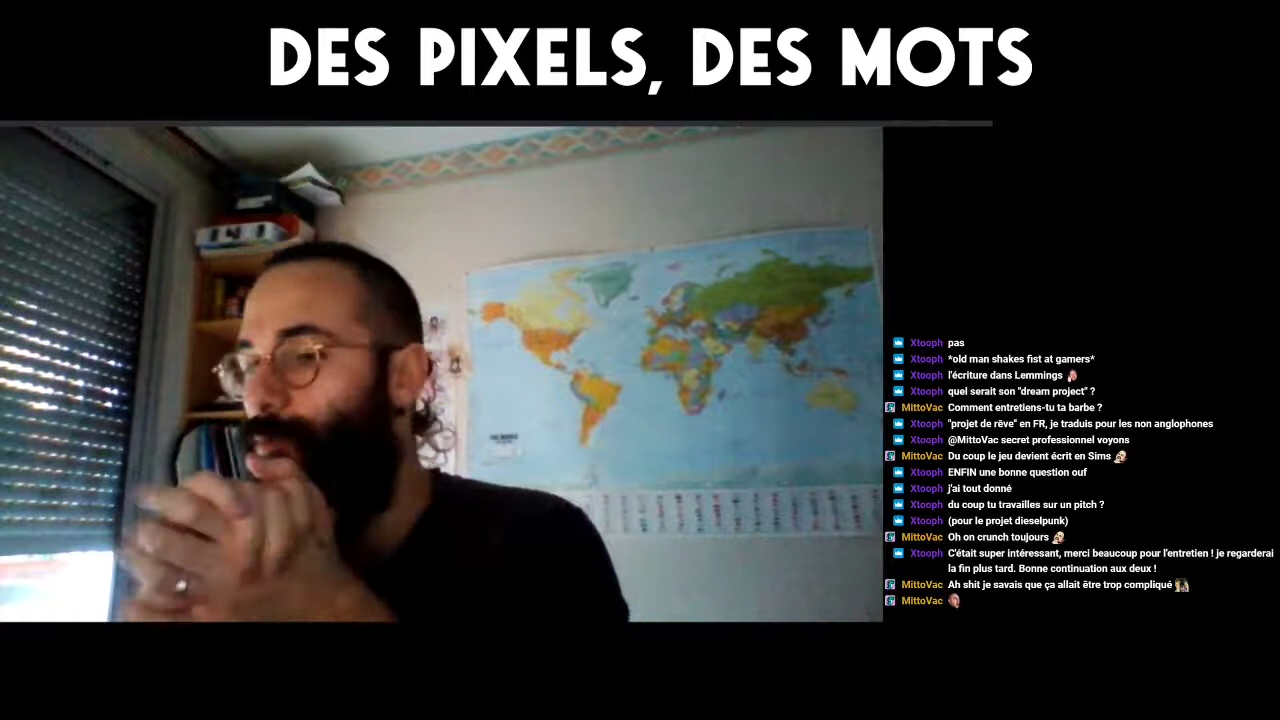 DES PIXELS, DES MOTS
Xtooph pas
Xtooph *old man shakes fist at gamers*
Xtooph l'écriture dans Lemmings
Xtooph quel serait son "dream project" ?
MittoVac Comment entretiens-tu ta barbe ?
Xtooph "projet de rêve" en FR, je traduis pour les non anglophones
Xtooph @MittoVac secret professionnel voyons
MittoVac Du coup le jeu devient écrit en Sims
Xtooph ENFIN une bonne question ouf
Xtooph j'ai tout donné
Xtooph du coup tu travailles sur un pitch ?
Xtooph (pour le projet dieselpunk)
MittoVac Oh on crunch toujours
Xtooph C'était super intéressant, merci beaucoup pour l'entretien ! je regarderai
la fin plus tard. Bonne continuation aux deux !
MittoVac Ah shit je savais que ça allait être trop compliqué
MittoVac